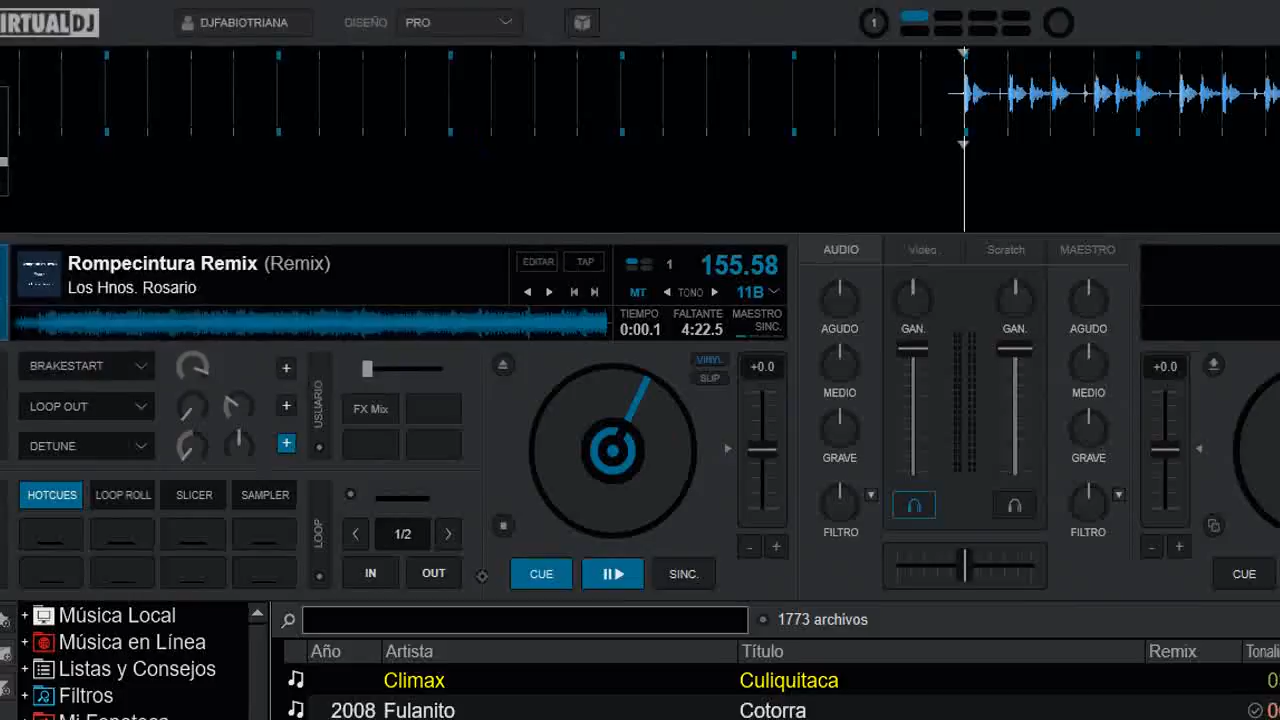 IRTUALDJ
DJFABIOTRIANA
DISEÑO
PRO
1
Rompecintura Remix (Remix)
Los Hnos. Rosario
EDITAR
TAP
1
155.58
MT
TONO
11B
TIEMPO
FALTANTE
MAESTRO
0:00.1
4:22.5
SINC.
AUDIO
Video
Scratch
MAESTRO
AGUDO
GAN.
GAN.
AGUDO
MEDIO
MEDIO
GRAVE
GRAVE
FILTRO
FILTRO
BRAKESTART
+
LOOP OUT
+
DETUNE
+
USUARIO
FX Mix
VINYL
SLIP
+0.0
+0.0
HOTCUES
LOOP ROLL
SLICER
SAMPLER
LOOP
1/2
IN
OUT
CUE
SINC.
- +
- +
CUE
+ Música Local
+ Música en Línea
+ Listas y Consejos
+ Filtros
1773 archivos
Año Artista Título Remix Tonali
Climax Culiquitaca
2008 Fulanito Cotorra